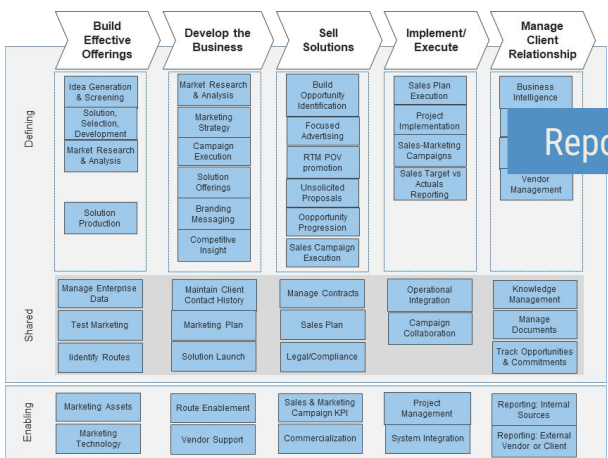 Build
Effective
Offerings
Develop the
Business
Sell
Solutions
Implement/
Execute
Manage
Client
Relationship
Defining
Idea Generation
& Screening
Solution,
Selection,
Development
Market Research
& Analysis
Solution
Production
Market Research
& Analysis
Marketing
Strategy
Campaign
Execution
Solution
Offerings
Branding
Messaging
Competitive
Insight
Build
Opportunity
Identification
Focused
Advertising
RTM POV
promotion
Unsolicited
Proposals
Oopportunity
Progression
Sales Campaign
Execution
Sales Plan
Execution
Project
Implementation
Sales-Marketing
Campaigns
Sales Target vs
Actuals
Reporting
Business
Intelligence
Repo
Vendor
Management
Shared
Manage Enterprise
Data
Test Marketing
Iidentify Routes
Maintain Client
Contact History
Marketing Plan
Solution Launch
Manage Contracts
Sales Plan
Legal/Compliance
Operational
Integration
Campaign
Collaboration
Knowledge
Management
Manage
Documents
Track Opportunities
& Commitments
Enabling
Marketing Assets
Marketing
Technology
Route Enablement
Vendor Support
Sales & Marketing
Campaign KPI
Commercialization
Project
Management
System Integration
Reporting: Internal
Sources
Reporting: External
Vendor or Client